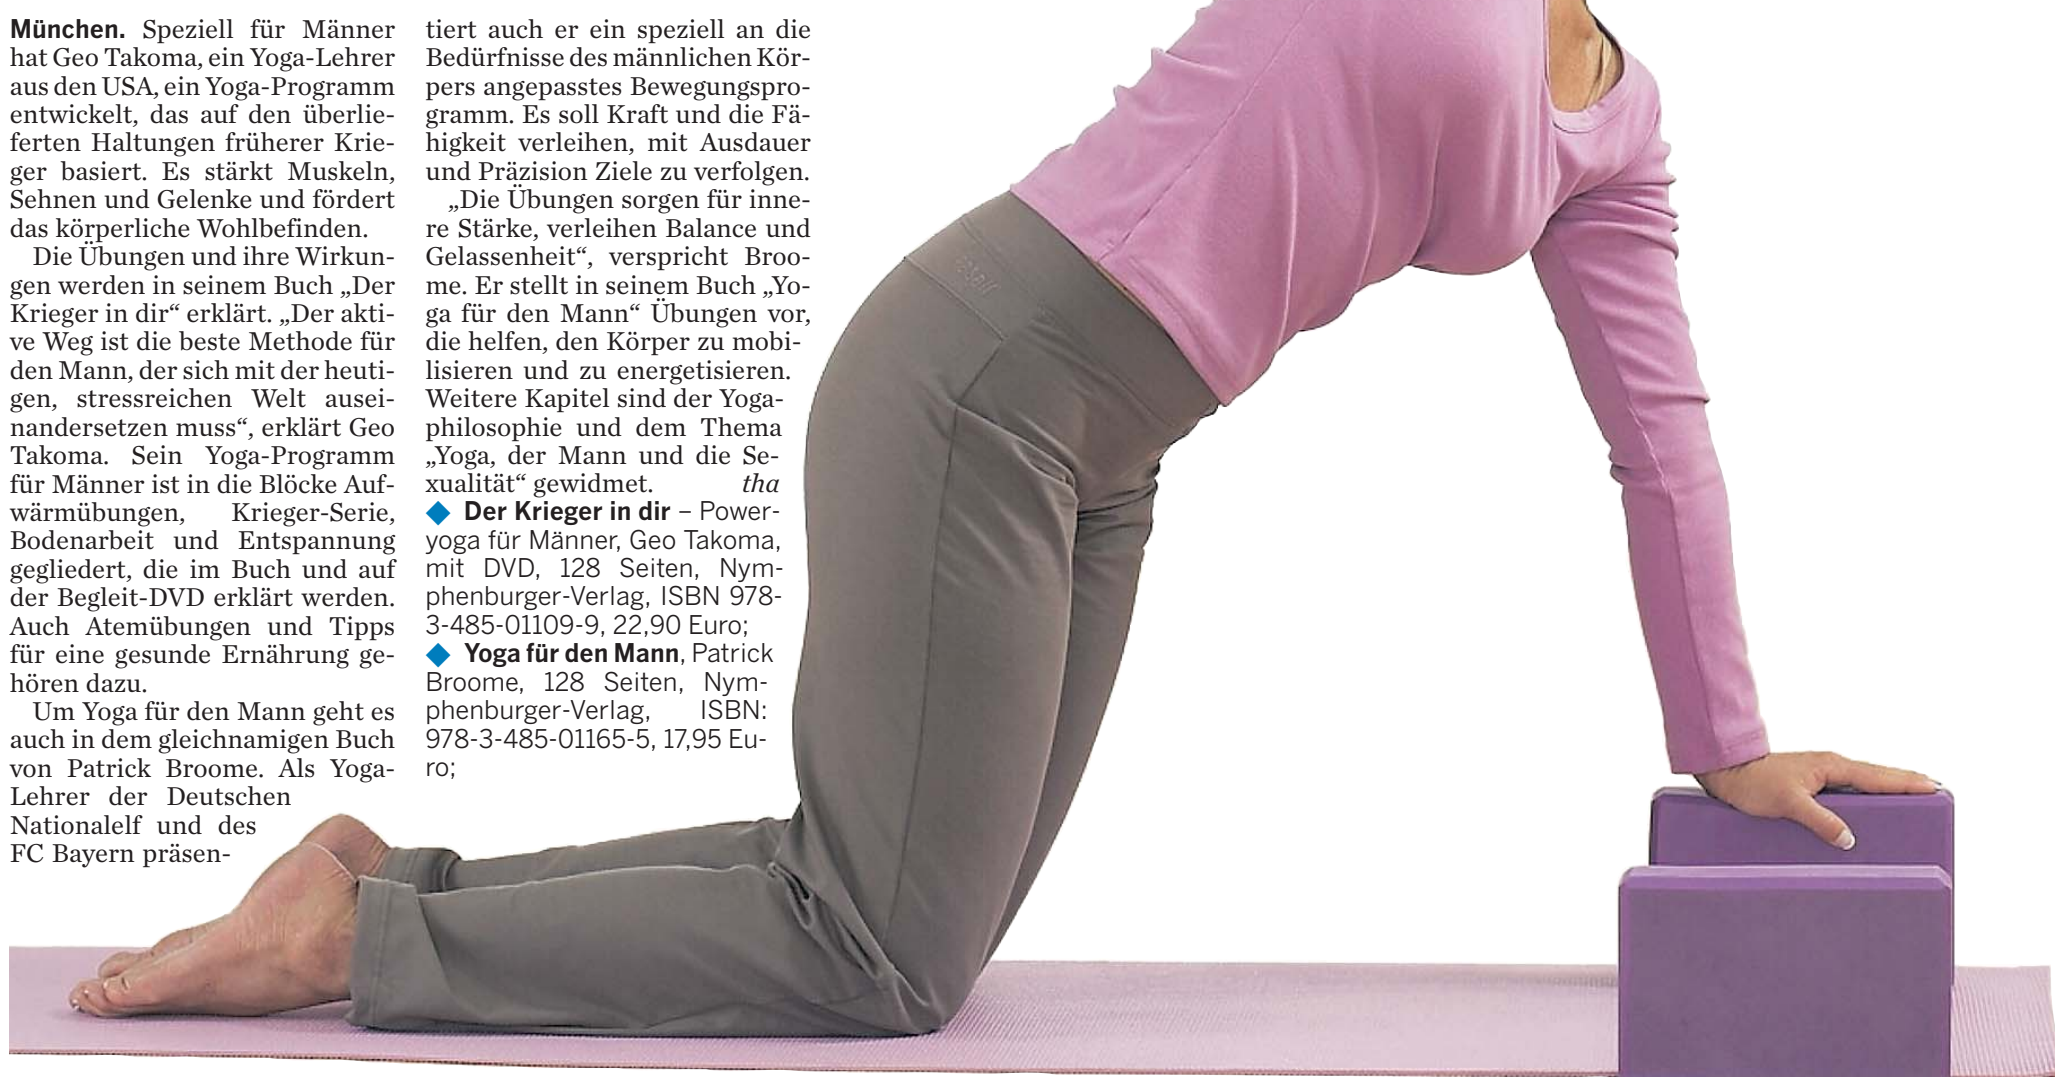 München. Speziell für Männer
hat Geo Takoma, ein Yoga-Lehrer
aus den USA, ein Yoga-Programm
entwickelt, das auf den überlie-
ferten Haltungen früherer Krie-
ger basiert. Es stärkt Muskeln,
Sehnen und Gelenke und fördert
das körperliche Wohlbefinden.
Die Übungen und ihre Wirkun-
gen werden in seinem Buch „Der
Krieger in dir“ erklärt. „Der akti-
ve Weg ist die beste Methode für
den Mann, der sich mit der heuti-
gen, stressreichen Welt ausei-
nandersetzen muss“, erklärt Geo
Takoma. Sein Yoga-Programm
für Männer ist in die Blöcke Auf-
wärmübungen, Krieger-Serie,
Bodenarbeit und Entspannung
gegliedert, die im Buch und auf
der Begleit-DVD erklärt werden.
Auch Atemübungen und Tipps
für eine gesunde Ernährung ge-
hören dazu.
Um Yoga für den Mann geht es
auch in dem gleichnamigen Buch
von Patrick Broome. Als Yoga-
Lehrer der Deutschen
Nationalelf und des
FC Bayern präsen-
tiert auch er ein speziell an die
Bedürfnisse des männlichen Kör-
pers angepasstes Bewegungspro-
gramm. Es soll Kraft und die Fä-
higkeit verleihen, mit Ausdauer
und Präzision Ziele zu verfolgen.
„Die Übungen sorgen für inne-
re Stärke, verleihen Balance und
Gelassenheit“, verspricht Broo-
me. Er stellt in seinem Buch „Yo-
ga für den Mann“ Übungen vor,
die helfen, den Körper zu mobi-
lisieren und zu energetisieren.
Weitere Kapitel sind der Yoga-
philosophie und dem Thema
„Yoga, der Mann und die Se-
xualität“ gewidmet. tha
◆ Der Krieger in dir – Power-
yoga für Männer, Geo Takoma,
mit DVD, 128 Seiten, Nym-
phenburger-Verlag, ISBN 978-
3-485-01109-9, 22,90 Euro;
◆ Yoga für den Mann, Patrick
Broome, 128 Seiten, Nym-
phenburger-Verlag, ISBN:
978-3-485-01165-5, 17,95 Eu-
ro;